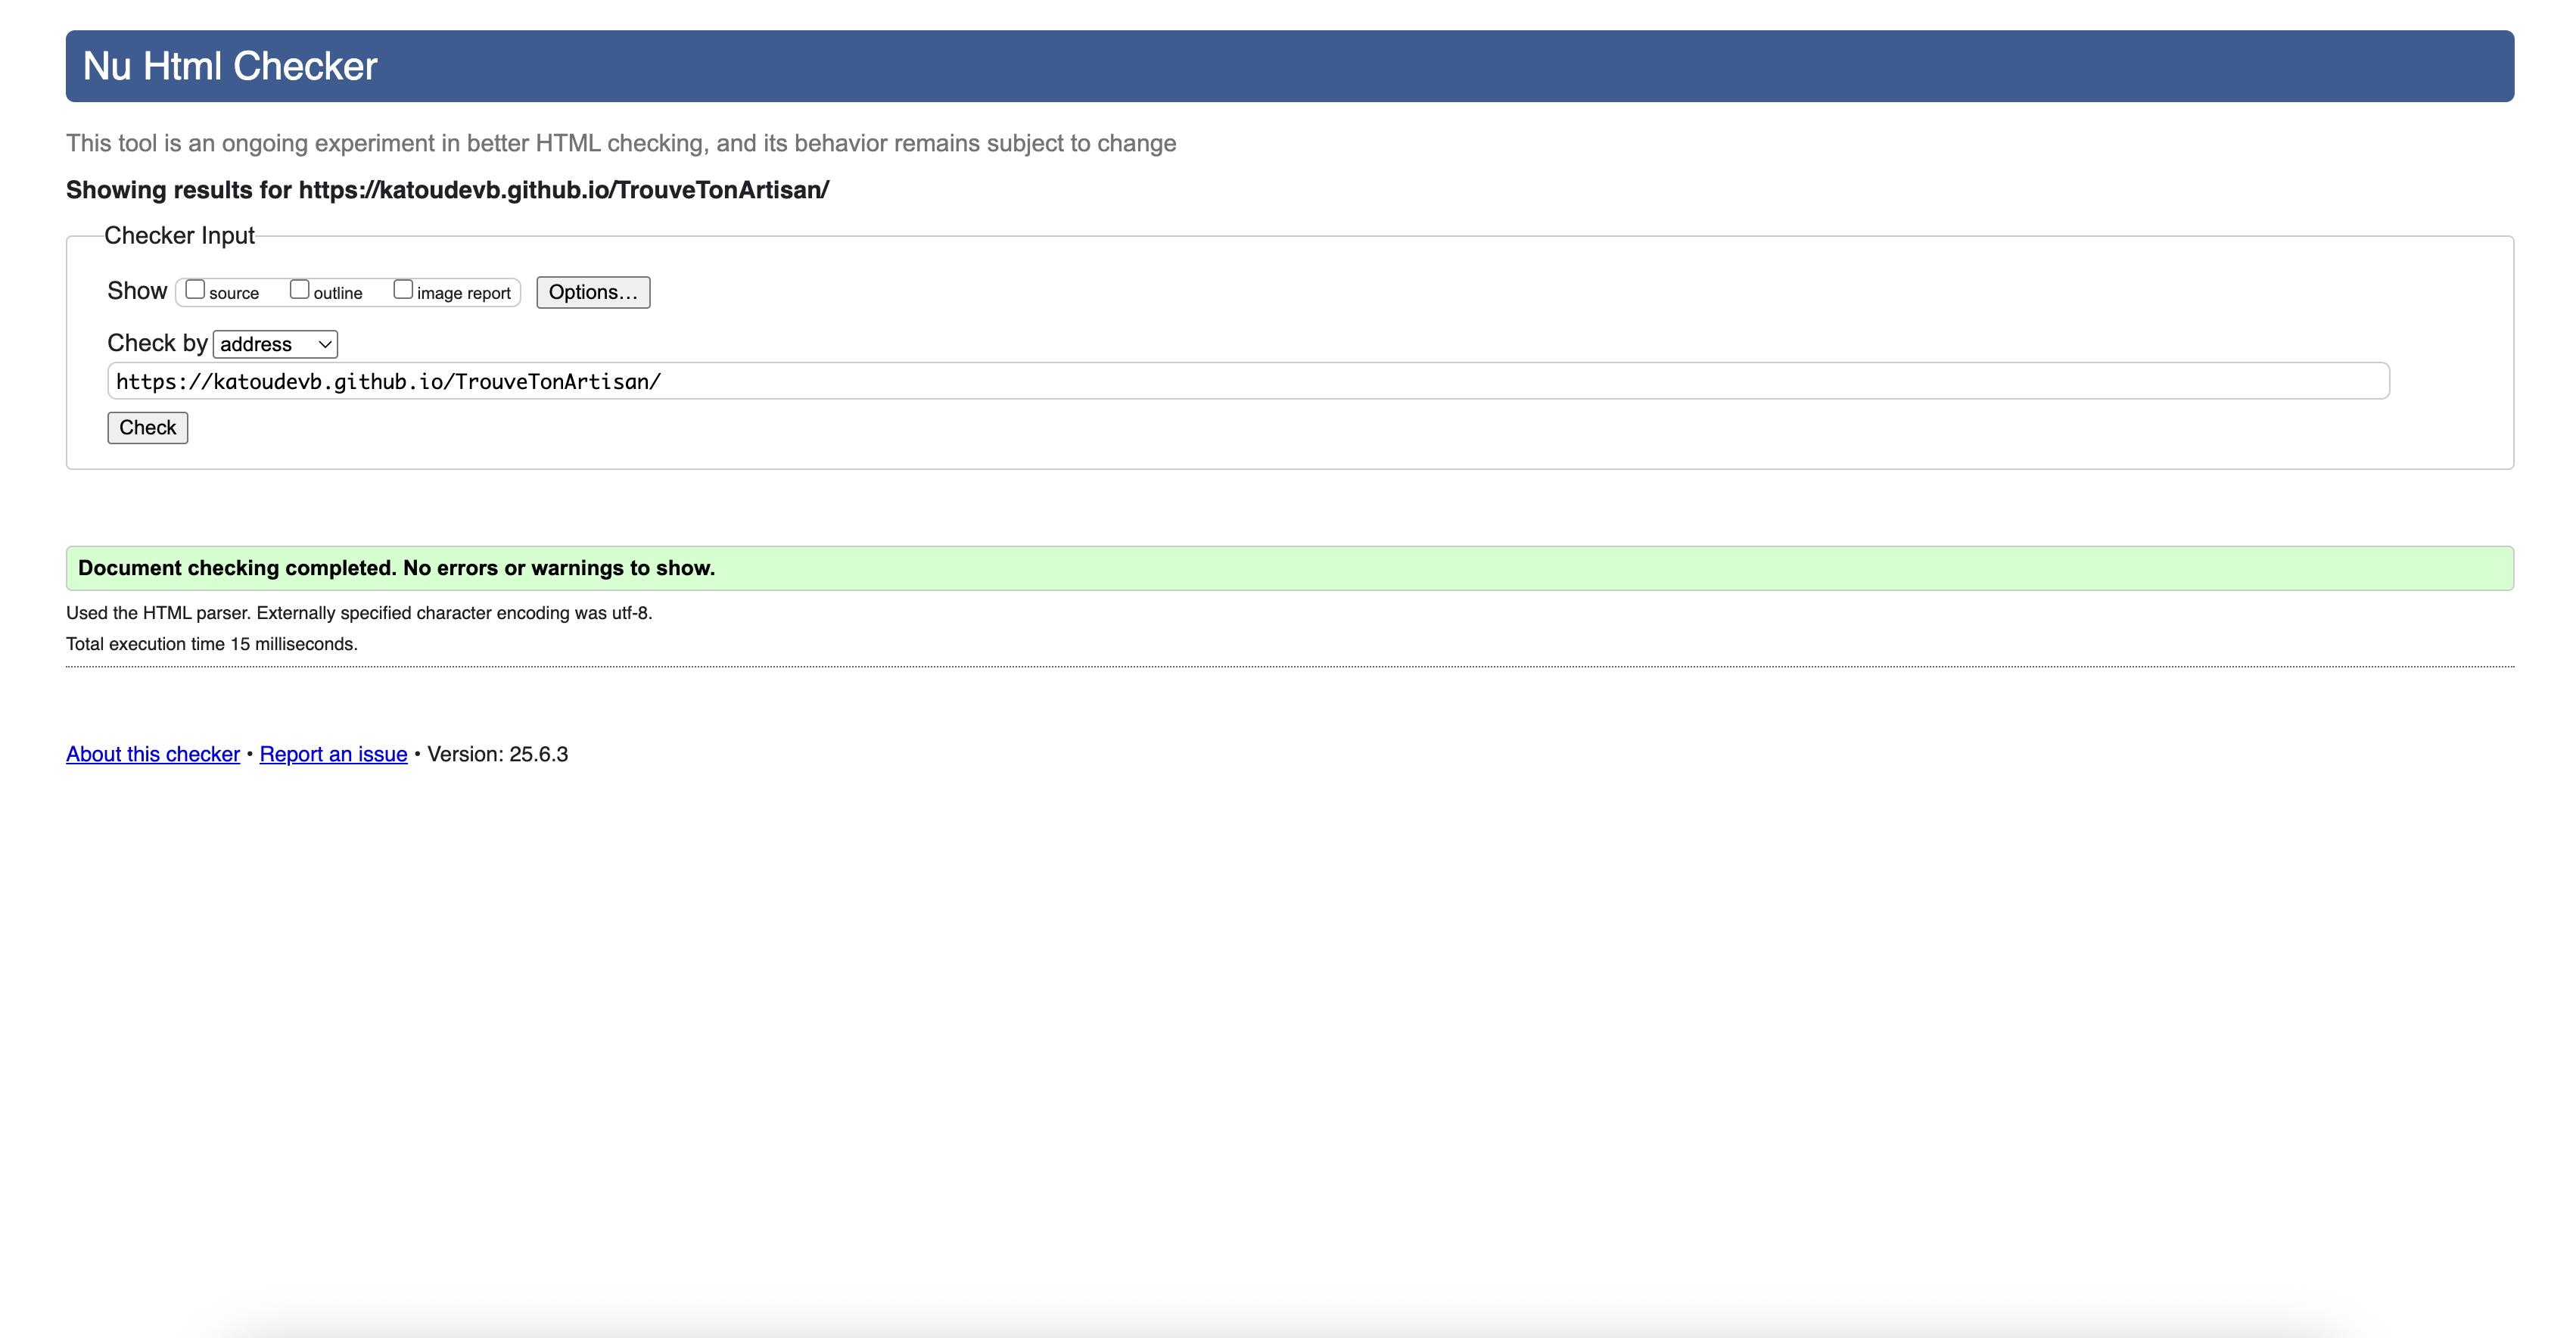 Nu Html Checker
This tool is an ongoing experiment in better HTML checking, and its behavior remains subject to change
Showing results for https://katoudevb.github.io/TrouveTonArtisan/
Checker Input
Show source outline image report Options...
Check by address
https://katoudevb.github.io/TrouveTonArtisan/
Check
Document checking completed. No errors or warnings to show.
Used the HTML parser. Externally specified character encoding was utf-8.
Total execution time 15 milliseconds.
About this checker • Report an issue • Version: 25.6.3